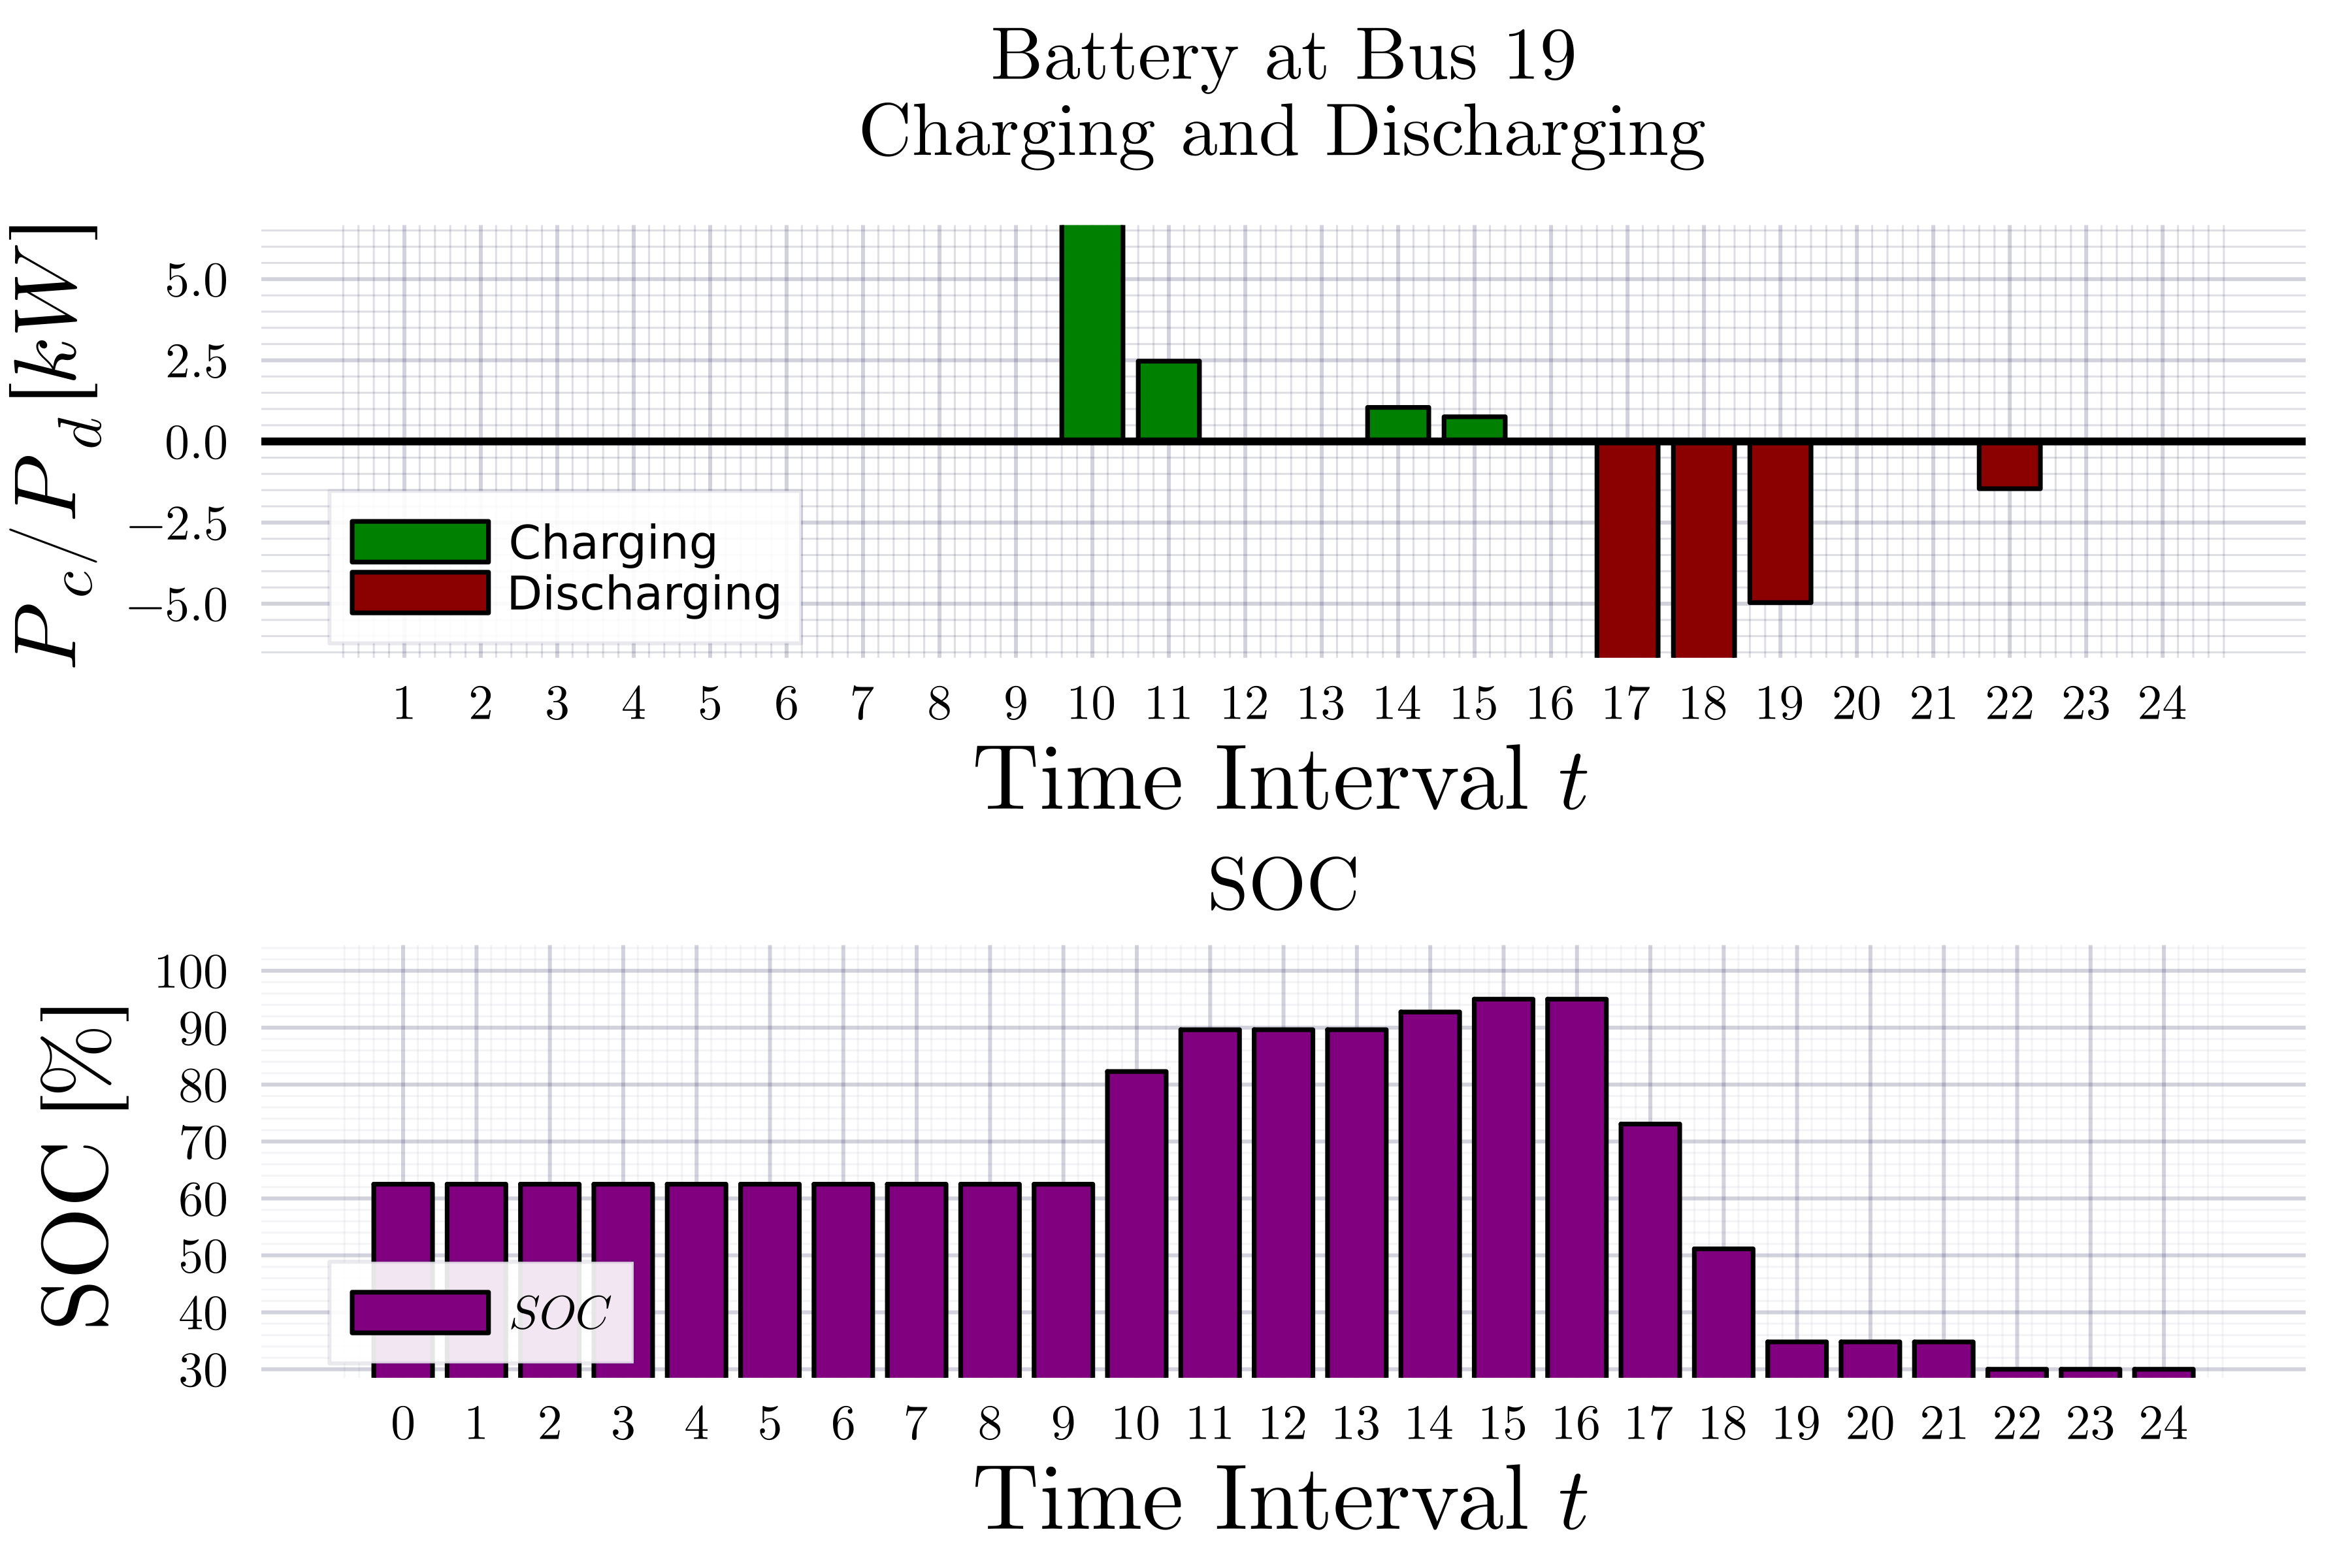 Battery at Bus 19
Charging and Discharging
P_c/P_d [kW]
5.0
2.5
0.0
−2.5
−5.0
Charging
Discharging
1 2 3 4 5 6 7 8 9 10 11 12 13 14 15 16 17 18 19 20 21 22 23 24
Time Interval t
SOC
SOC [%]
100
90
80
70
60
50
40
30
SOC
0 1 2 3 4 5 6 7 8 9 10 11 12 13 14 15 16 17 18 19 20 21 22 23 24
Time Interval t